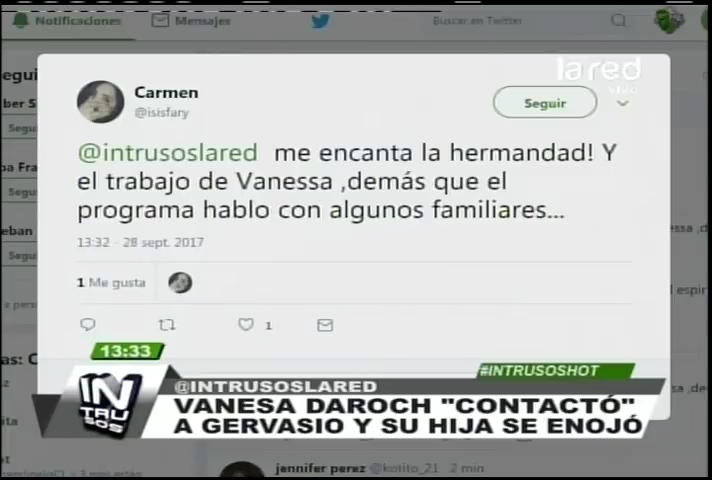 Notificaciones
Mensajes
Buscar en Twitter
la red
vivo
Carmen
@isisfary
Seguir
@intrusoslared me encanta la hermandad! Y
el trabajo de Vanessa ,demás que el
programa hablo con algunos familiares...
13:32 - 28 sept. 2017
1 Me gusta
1
13:33
#INTRUSOSHOT
INTRUSOS
@INTRUSOSLARED
VANESA DAROCH "CONTACTÓ"
A GERVASIO Y SU HIJA SE ENOJÓ
jennifer perez @kotito_21 2 min